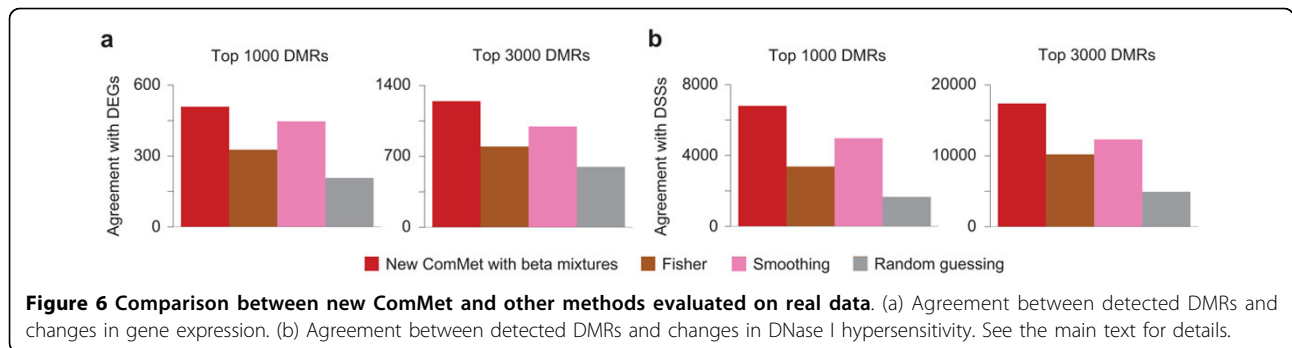 a
b
Top 1000 DMRs
Top 3000 DMRs
Top 1000 DMRs
Top 3000 DMRs
Agreement with DEGs
600
300
0
1400
700
0
Agreement with DSSs
8000
4000
0
20000
10000
0
New ComMet with beta mixtures Fisher Smoothing Random guessing
Figure 6 Comparison between new ComMet and other methods evaluated on real data. (a) Agreement between detected DMRs and
changes in gene expression. (b) Agreement between detected DMRs and changes in DNase I hypersensitivity. See the main text for details.